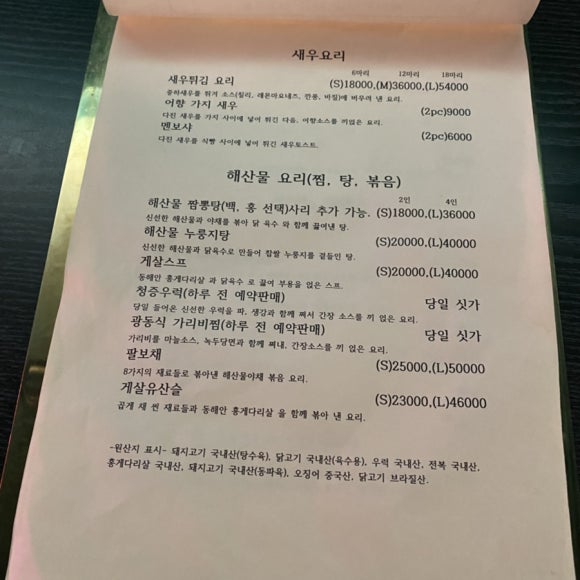 새우요리
6마리 12마리 18마리
새우튀김 요리 (S)18000,(M)36000,(L)54000
중하새우를 튀겨 소스(칠리, 레몬마요네즈, 깐풍, 바질)에 버무려 낸 요리.
어향 가지 새우 (2pc)9000
다진 새우를 가지 사이에 넣어 튀긴 다음, 어향소스를 끼얹은 요리.
멘보샤 (2pc)6000
다진 새우를 식빵 사이에 넣어 튀긴 새우토스트.
해산물 요리(찜, 탕, 볶음)
2인 4인
해산물 짬뽕탕(백, 홍 선택)사리 추가 가능. (S)18000,(L)36000
신선한 해산물과 야채를 볶아 닭 육수 와 함께 끓여낸 탕.
해산물 누룽지탕 (S)20000,(L)40000
신선한 해산물과 닭육수로 만들어 찹쌀 누룽지를 곁들인 탕.
게살스프 (S)20000,(L)40000
동해안 홍게다리살 과 닭육수 로 끓여 부용을 얹은 스프.
청증우럭(하루 전 예약판매) 당일 싯가
당일 들어온 신선한 우럭을 파, 생강과 함께 쪄서 간장 소스를 끼 얹은 요리.
광동식 가리비찜(하루 전 예약판매) 당일 싯가
가리비를 마늘소스, 녹두당면과 함께 쪄내, 간장소스를 끼 얹은 요리.
팔보채 (S)25000,(L)50000
8가지의 재료들로 볶아낸 해산물야채 볶음 요리.
게살유산슬 (S)23000,(L)46000
곱게 채 썬 재료들과 동해안 홍게다리살 을 함께 볶아 낸 요리.
-원산지 표시- 돼지고기 국내산(탕수육), 닭고기 국내산(육수용), 우럭 국내산, 전복 국내산,
홍게다리살 국내산, 돼지고기 국내산(동파육), 오징어 중국산, 닭고기 브라질산.